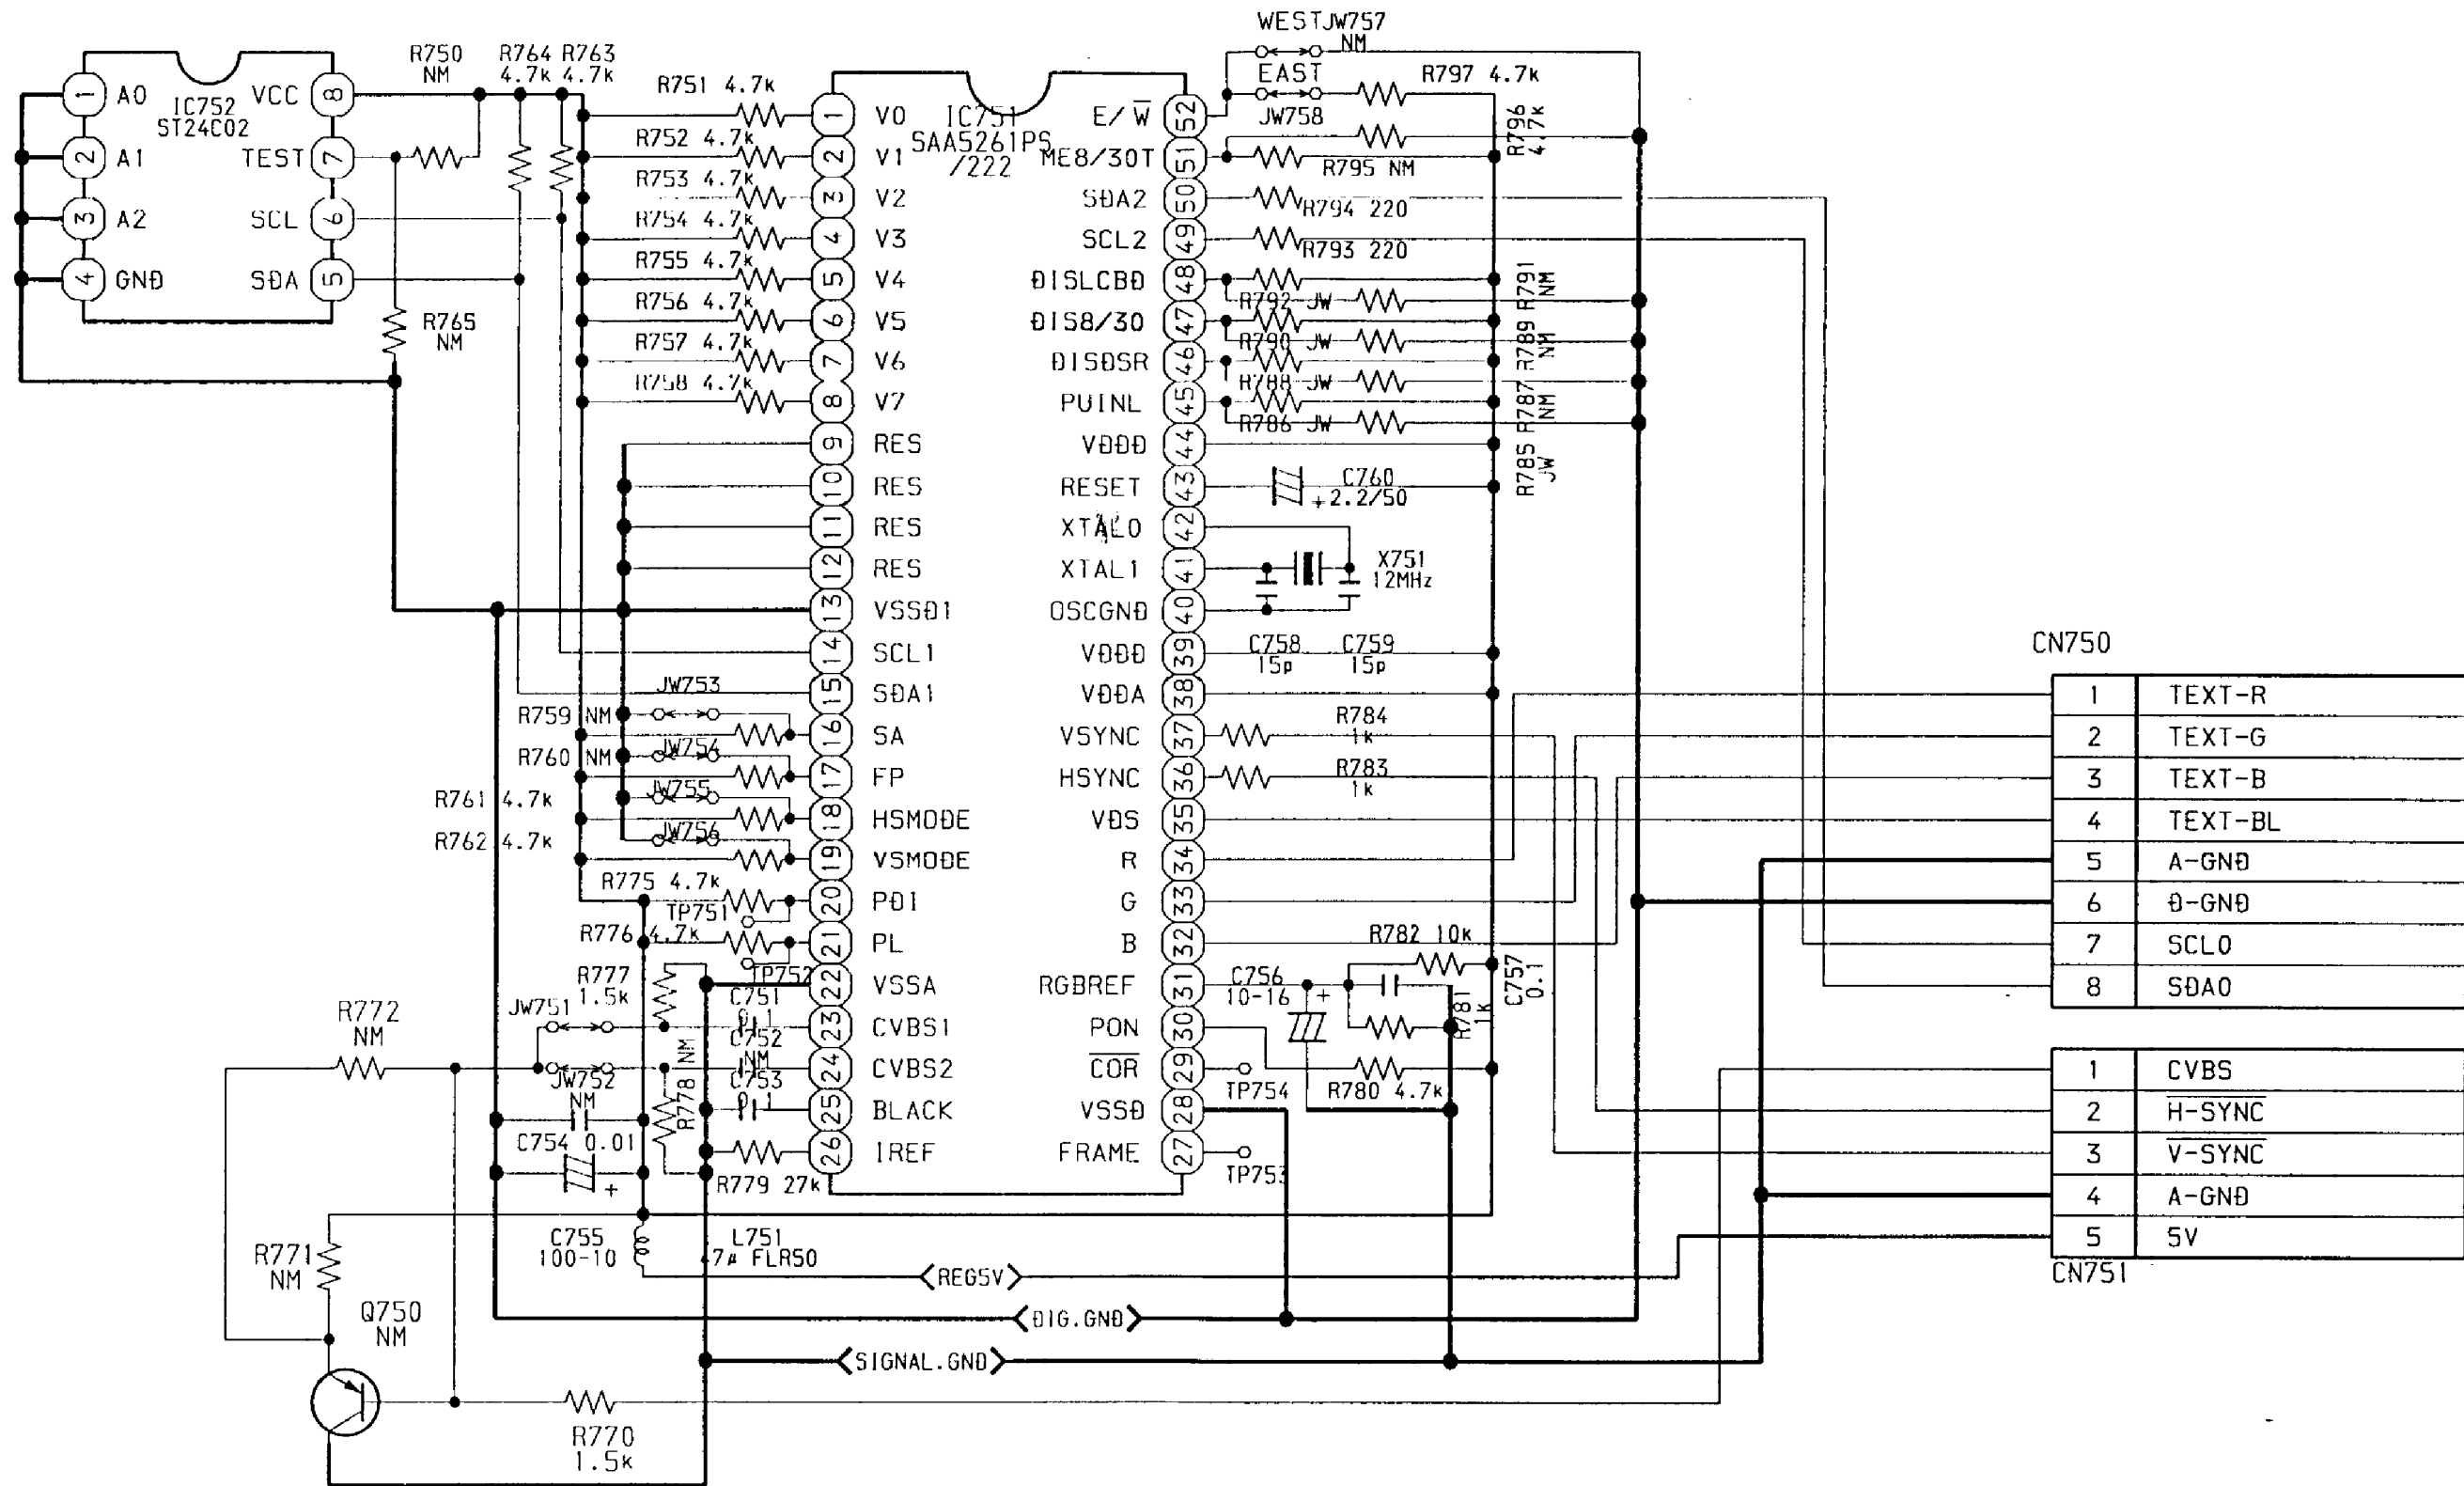 WEST JW757
NM
EAST
JW758
R797 4.7k
R796
4.7k
R795 NM
R794 220
R793 220
R791
NM
R792 JW
R789
NM
R790 JW
R787
NM
R788 JW
R786 JW
R785
JW
R750
NM
R764 R763
4.7k 4.7k
IC752
ST24C02
1 A0
2 A1
3 A2
4 GND
VCC 8
TEST 7
SCL 6
SDA 5
R765
NM
R751 4.7k
R752 4.7k
R753 4.7k
R754 4.7k
R755 4.7k
R756 4.7k
R757 4.7k
R758 4.7k
IC751
SAA5261PS
/222
1 V0
2 V1
3 V2
4 V3
5 V4
6 V5
7 V6
8 V7
9 RES
10 RES
11 RES
12 RES
13 VSSD1
14 SCL1
15 SDA1
16 SA
17 FP
18 HSMODE
19 VSMODE
20 PDI
21 PL
22 VSSA
23 CVBS1
24 CVBS2
25 BLACK
26 IREF
E/W 52
ME8/30T 51
SDA2 50
SCL2 49
DISLCBD 48
DIS8/30 47
DISDSR 46
PUINL 45
VDDD 44
RESET 43
XTALO 42
XTAL1 41
OSCGND 40
VDDD 39
VDDA 38
VSYNC 37
HSYNC 36
VDS 35
R 34
G 33
B 32
RGBREF 31
PON 30
COR 29
VSSD 28
FRAME 27
C760
+ 2.2/50
X751
12MHz
C758
15p
C759
15p
R784
1k
R783
1k
R782 10k
C757
0.1
C756
10-16 +
R781
1k
R780 4.7k
TP754
TP753
JW753
R759 NM
JW754
R760 NM
JW755
R761 4.7k
JW756
R762 4.7k
R775 4.7k
TP751
R776 4.7k
TP752
R777
1.5k
C751
0.1
JW751
C752
NM
R772
NM
JW752
NM
R778 NM
C753
0.1
C754 0.01
R779 27k
+
C755
100-10
L751
47μ FLR50
R771
NM
Q750
NM
R770
1.5k
REG5V
DIG.GND
SIGNAL.GND
CN750
1 TEXT-R
2 TEXT-G
3 TEXT-B
4 TEXT-BL
5 A-GND
6 D-GND
7 SCLO
8 SDAO
1 CVBS
2 H-SYNC
3 V-SYNC
4 A-GND
5 5V
CN751